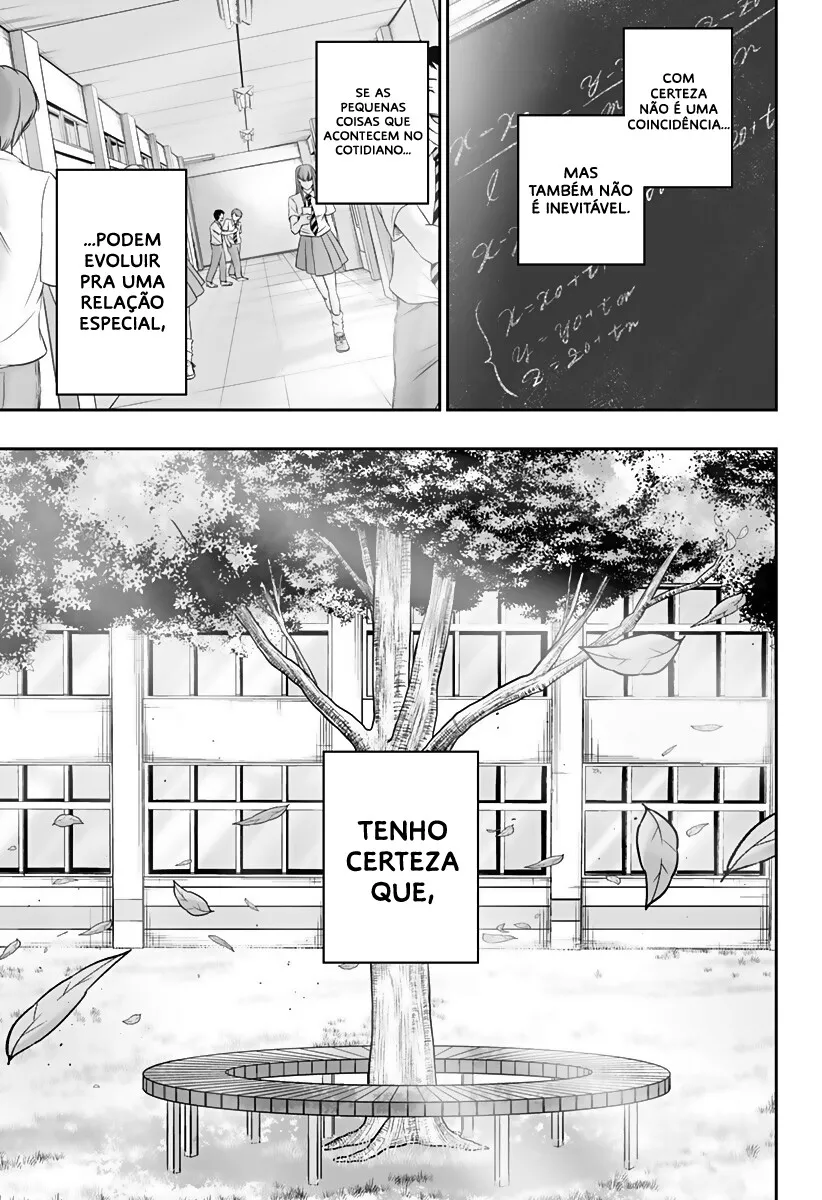 COM
CERTEZA
NÃO É UMA
COINCIDÊNCIA...
MAS
TAMBÉM NÃO
É INEVITÁVEL.
SE AS
PEQUENAS
COISAS QUE
ACONTECEM NO
COTIDIANO...
...PODEM
EVOLUIR
PRA UMA
RELAÇÃO
ESPECIAL,
TENHO
CERTEZA
QUE,